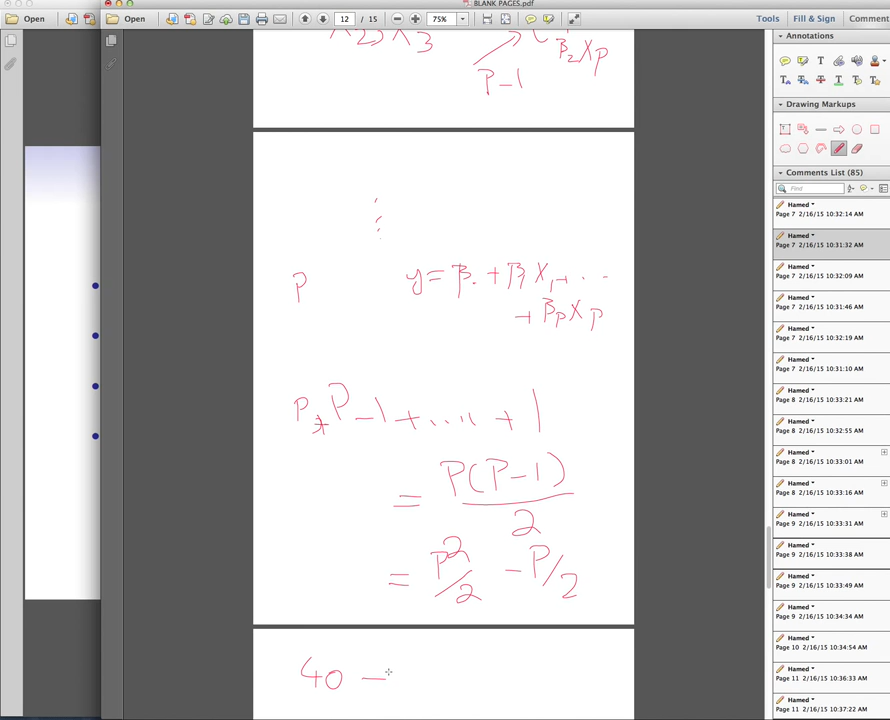 BLANK PAGES.pdf
Open
Open
12 / 15
75%
Tools
Fill & Sign
Comment
X2, X3
β2Xp
P-1
⋮
P
y = β. + β1 X1 + ...
+ βp Xp
P + P-1 + ..... + 1
= P(P-1)/2
= P²/2 - P/2
40 —
Annotations
Drawing Markups
Comments List (85)
Find
Hamed
Page 7 2/16/15 10:32:14 AM
Hamed
Page 7 2/16/15 10:31:32 AM
Hamed
Page 7 2/16/15 10:32:09 AM
Hamed
Page 7 2/16/15 10:31:46 AM
Hamed
Page 7 2/16/15 10:32:19 AM
Hamed
Page 7 2/16/15 10:31:10 AM
Hamed
Page 8 2/16/15 10:33:21 AM
Hamed
Page 8 2/16/15 10:32:55 AM
Hamed
Page 8 2/16/15 10:33:01 AM
Hamed
Page 8 2/16/15 10:33:16 AM
Hamed
Page 9 2/16/15 10:33:31 AM
Hamed
Page 9 2/16/15 10:33:38 AM
Hamed
Page 9 2/16/15 10:33:49 AM
Hamed
Page 9 2/16/15 10:34:34 AM
Hamed
Page 10 2/16/15 10:34:54 AM
Hamed
Page 11 2/16/15 10:36:33 AM
Hamed
Page 11 2/16/15 10:37:22 AM